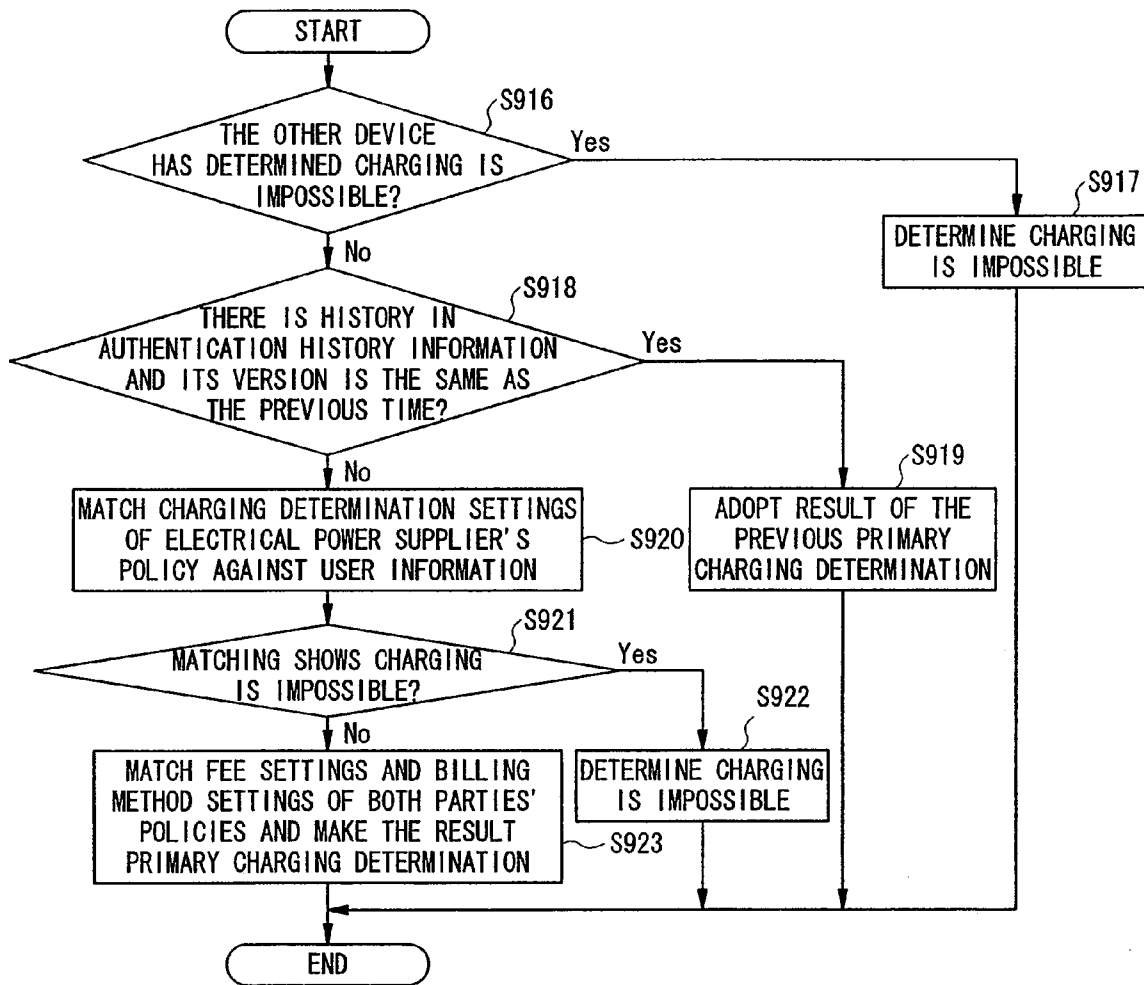 START
S916
THE OTHER DEVICE
HAS DETERMINED CHARGING IS
IMPOSSIBLE?
Yes
No
S917
DETERMINE CHARGING
IS IMPOSSIBLE
S918
THERE IS HISTORY IN
AUTHENTICATION HISTORY INFORMATION
AND ITS VERSION IS THE SAME AS
THE PREVIOUS TIME?
Yes
No
S919
ADOPT RESULT OF THE
PREVIOUS PRIMARY
CHARGING DETERMINATION
MATCH CHARGING DETERMINATION SETTINGS
OF ELECTRICAL POWER SUPPLIER'S
POLICY AGAINST USER INFORMATION
S920
S921
MATCHING SHOWS CHARGING
IS IMPOSSIBLE?
Yes
No
S922
DETERMINE CHARGING
IS IMPOSSIBLE
MATCH FEE SETTINGS AND BILLING
METHOD SETTINGS OF BOTH PARTIES'
POLICIES AND MAKE THE RESULT
PRIMARY CHARGING DETERMINATION
S923
END